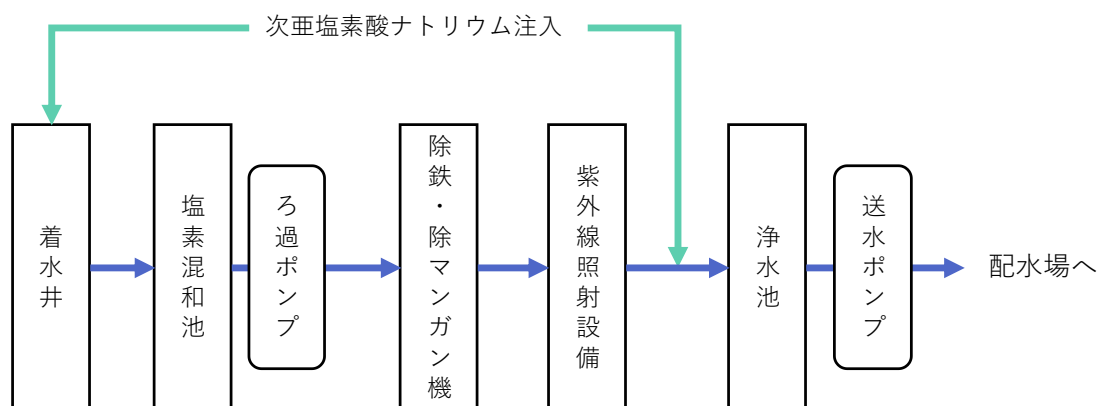 次亜塩素酸ナトリウム注入
着水井
塩素混和池
ろ過ポンプ
除鉄・除マンガン機
紫外線照射設備
浄水池
送水ポンプ
配水場へ